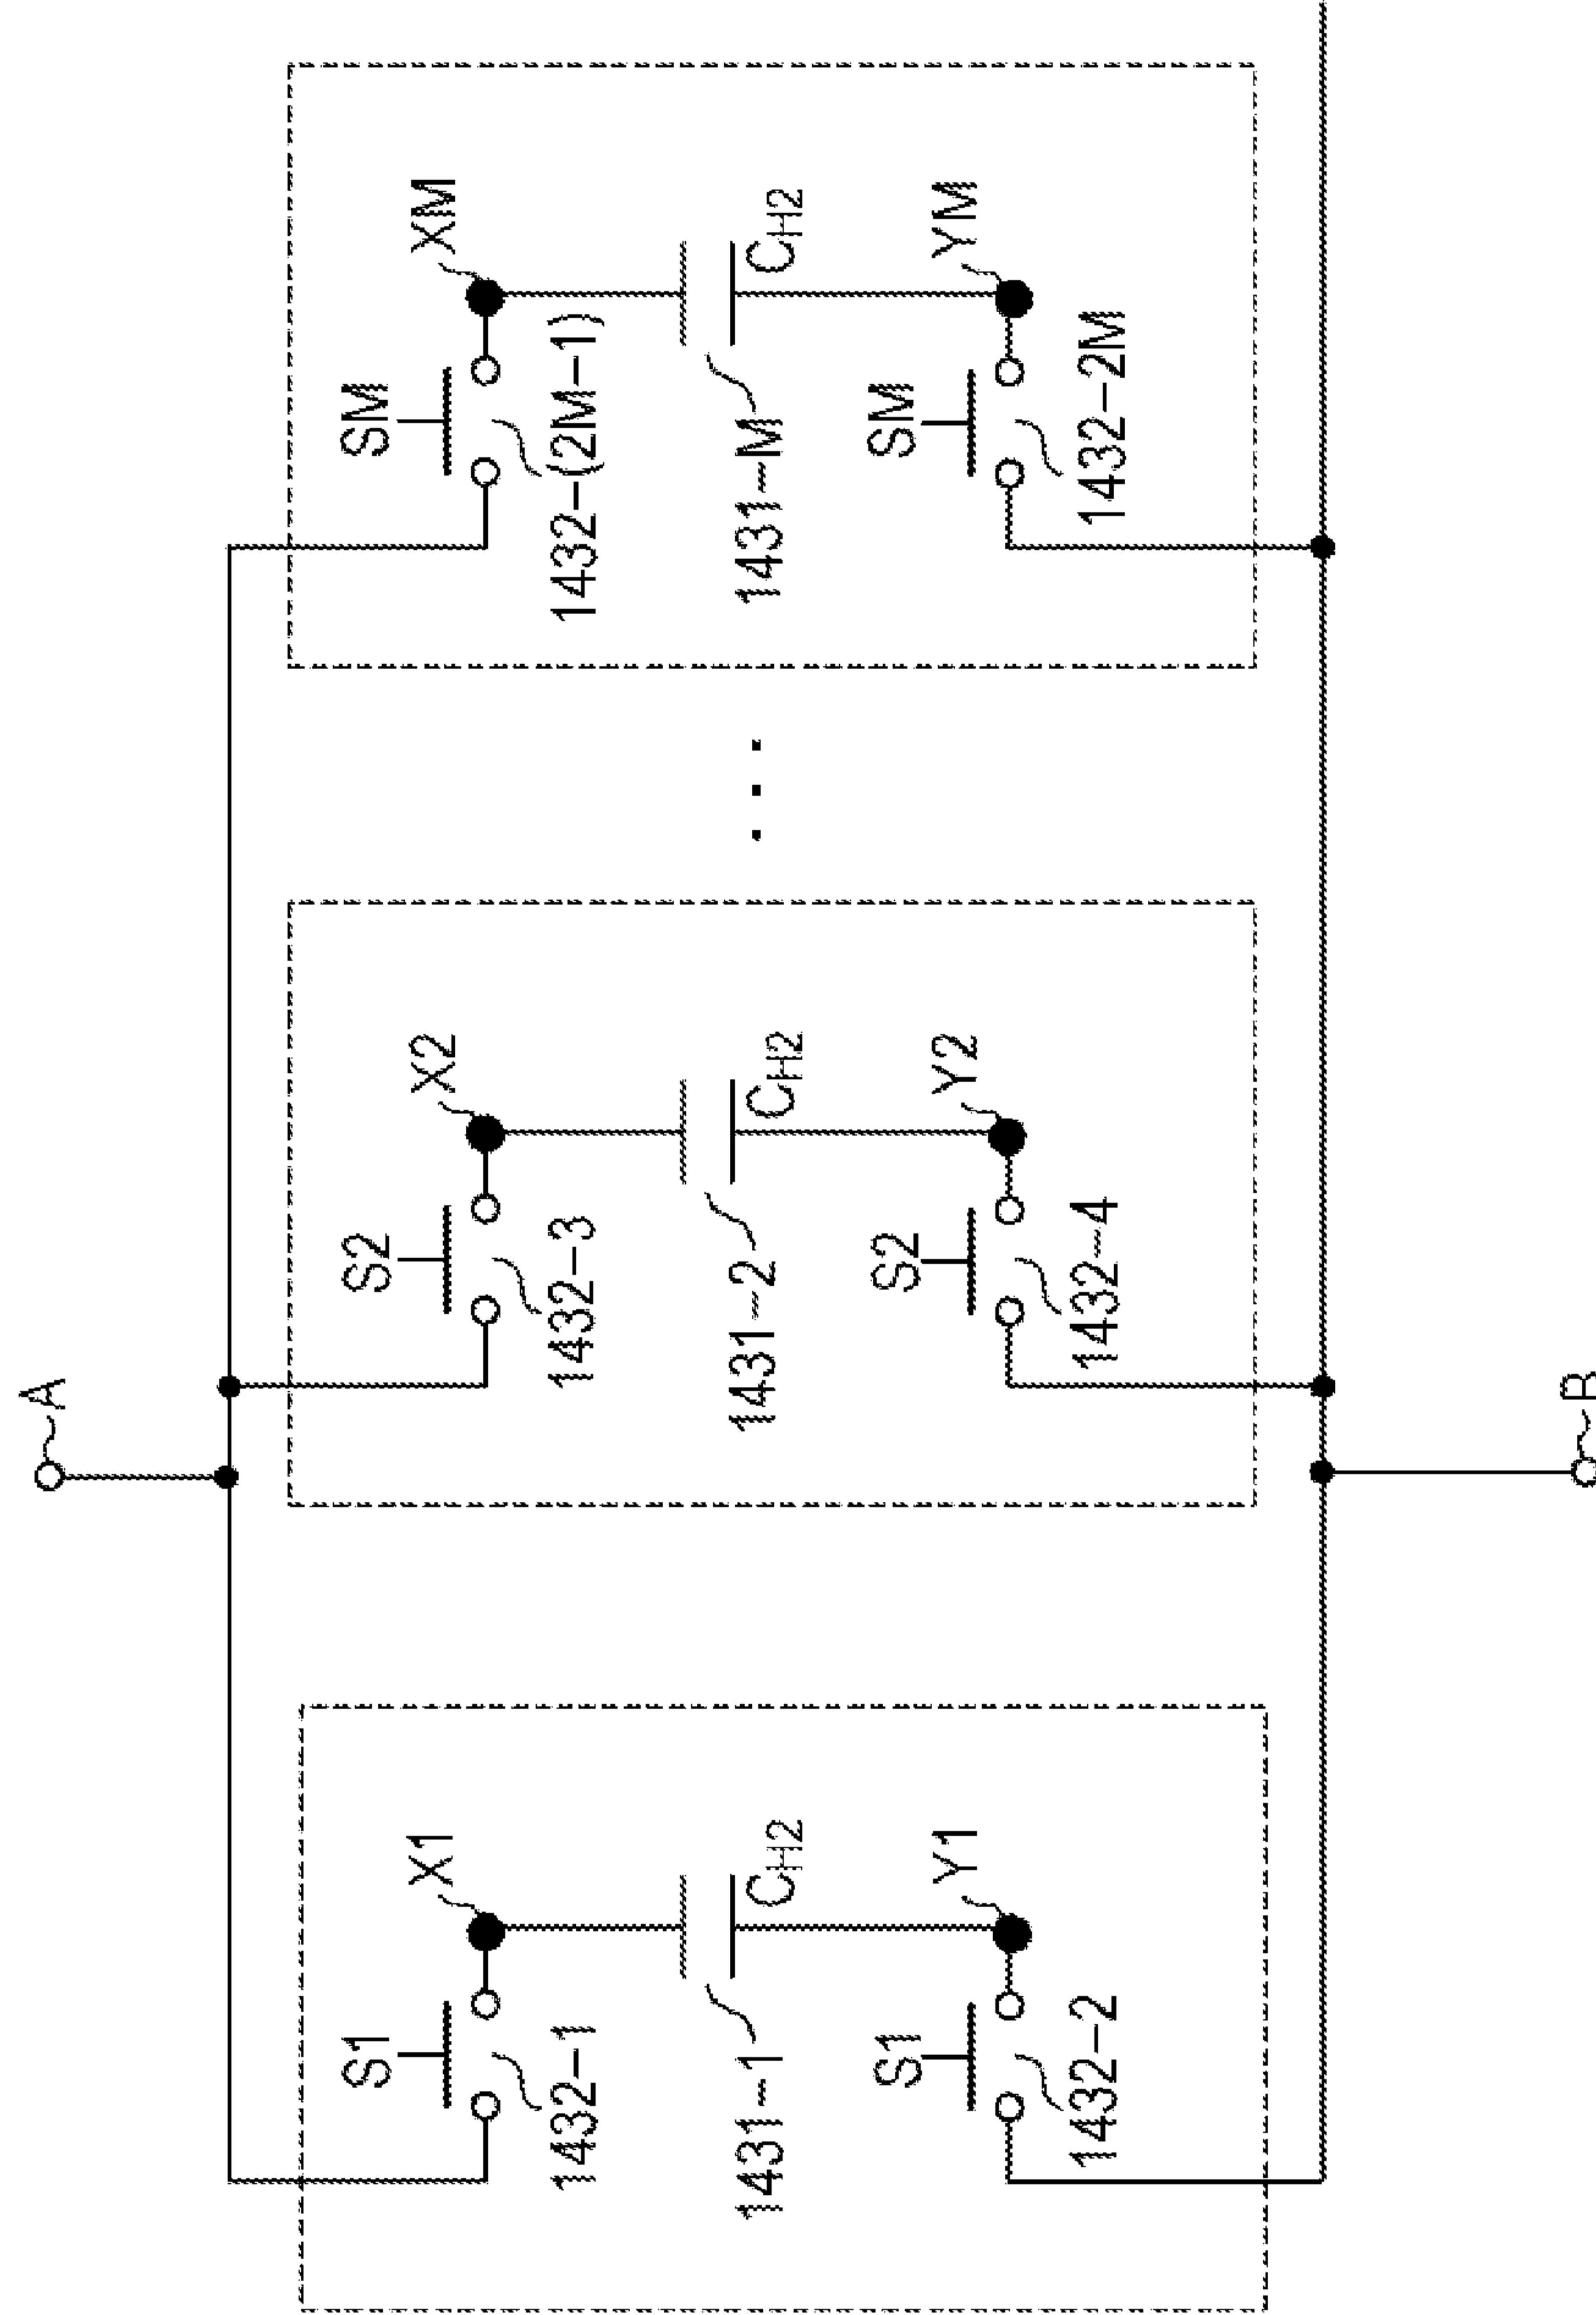 A
S1
X1
1432-1
1431-1
CH2
S1
Y1
1432-2
S2
X2
1432-3
1431-2
CH2
S2
Y2
1432-4
. . .
SM
XM
1432-(2M-1)
1431-M
CH2
SM
YM
1432-2M
B